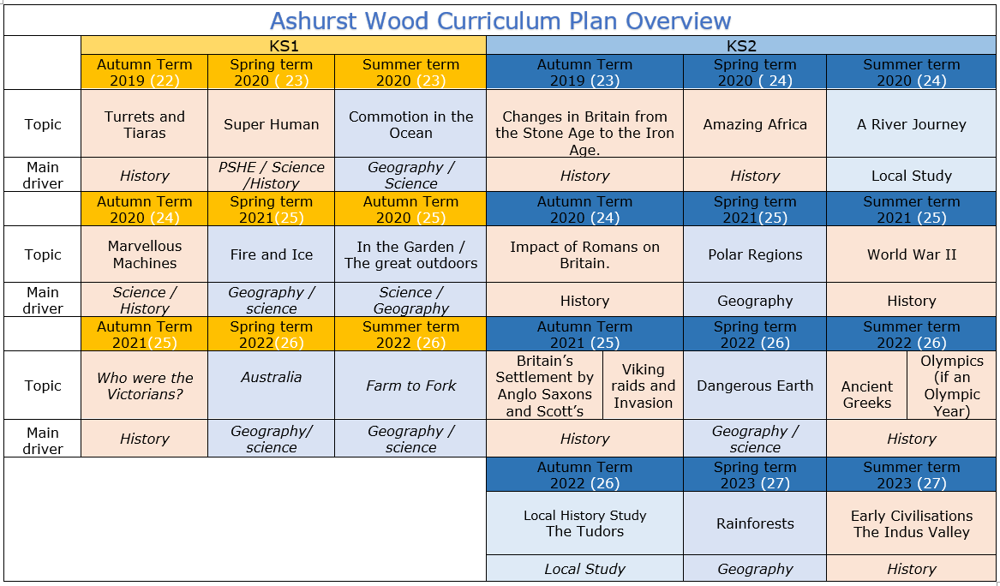 Ashurst Wood Curriculum Plan Overview
KS1 KS2
Autumn Term Spring term Summer term Autumn Term Spring term Summer term
2019 (22) 2020 ( 23) 2020 (23) 2019 (23) 2020 ( 24) 2020 (24)
Topic
Turrets and
Tiaras
Super Human
Commotion in the
Ocean
Changes in Britain from
the Stone Age to the Iron
Age.
Amazing Africa
A River Journey
Main
driver
History
PSHE / Science
/History
Geography /
Science
History
History
Local Study
Autumn Term Spring term Autumn Term Autumn Term Spring term Summer term
2020 (24) 2021(25) 2020 (25) 2020 (24) 2021(25) 2021 (25)
Topic
Marvellous
Machines
Fire and Ice
In the Garden /
The great outdoors
Impact of Romans on
Britain.
Polar Regions
World War II
Main
driver
Science /
History
Geography /
science
Science /
Geography
History
Geography
History
Autumn Term Spring term Summer term Autumn Term Spring term Summer term
2021(25) 2022(26) 2022 (26) 2021 (25) 2022 (26) 2022 (26)
Topic
Who were the
Victorians?
Australia
Farm to Fork
Britain’s
Settlement by
Anglo Saxons
and Scott’s
Viking
raids and
Invasion
Dangerous Earth
Ancient
Greeks
Olympics
(if an
Olympic
Year)
Main
driver
History
Geography/
science
Geography /
science
History
Geography /
science
History
Autumn Term Spring term Summer term
2022 (26) 2023 (27) 2023 (27)
Local History Study
The Tudors
Rainforests
Early Civilisations
The Indus Valley
Local Study
Geography
History